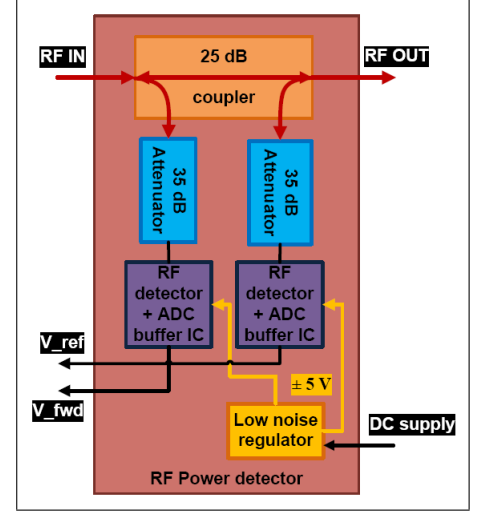 RF IN
25 dB
RF OUT
coupler
35 dB
Attenuator
35 dB
Attenuator
RF
detector
+ ADC
buffer IC
RF
detector
+ ADC
buffer IC
V_ref
± 5 V
V_fwd
Low noise
regulator
DC supply
RF Power detector